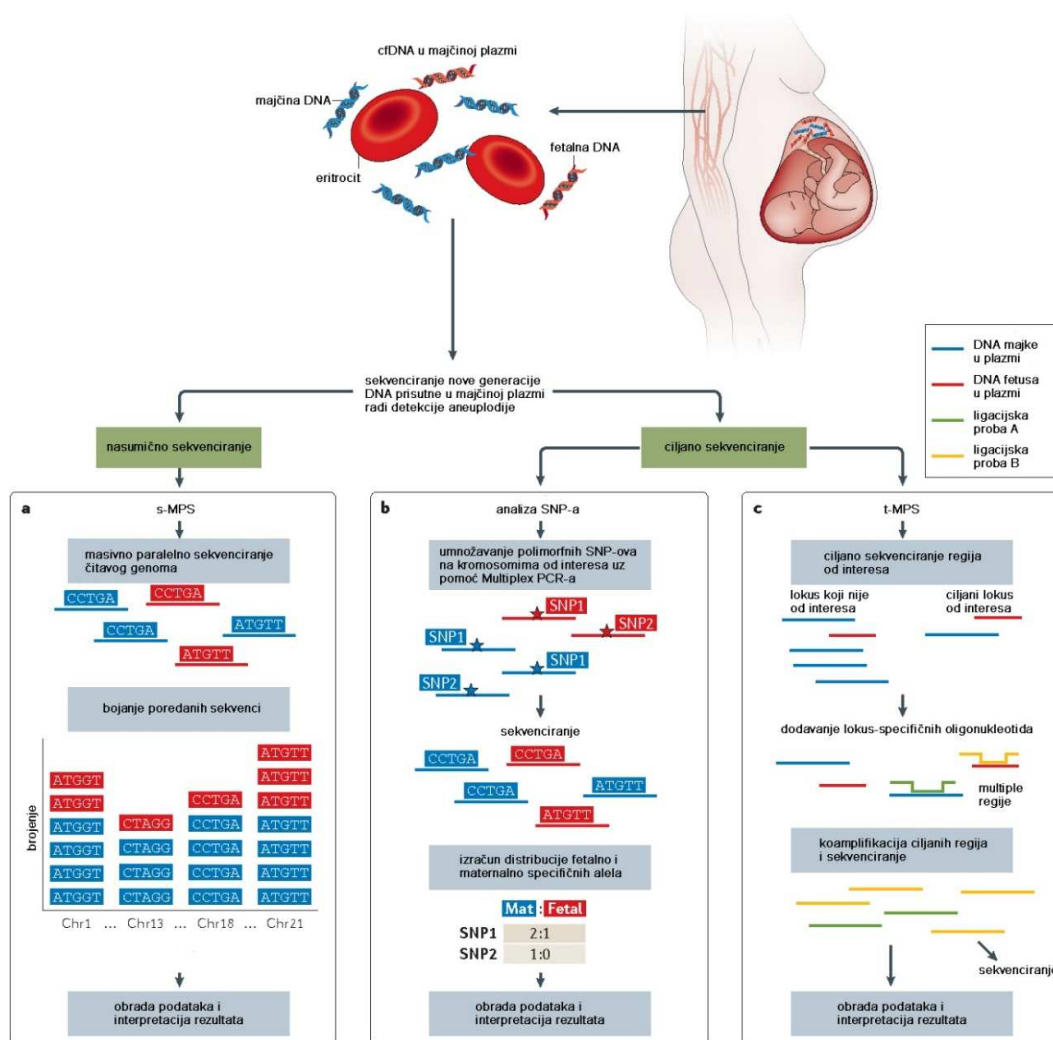 cfDNA u majčinoj plazmi
majčina DNA
fetalna DNA
eritrocit
DNA majke
u plazmi
DNA fetusa
u plazmi
ligacijska
proba A
ligacijska
proba B
sekvenciranje nove generacije
DNA prisutne u majčinoj plazmi
radi detekcije aneuplodije
nasumično sekvenciranje
ciljano sekvenciranje
a
s-MPS
masivno paralelno sekvenciranje
čitavog genoma
CCTGA
CCTGA
CCTGA
ATGTT
ATGTT
bojanje poredanih sekvenci
brojenje
ATGTT
ATGGT
ATGTT
ATGGT
CCTGA
ATGTT
ATGGT
CTAGG
CCTGA
ATGTT
ATGGT
CTAGG
CCTGA
ATGTT
ATGGT
CTAGG
CCTGA
ATGTT
ATGGT
CTAGG
CCTGA
ATGTT
Chr1 ... Chr13 ... Chr18 ... Chr21
obrada podataka i
interpretacija rezultata
b
analiza SNP-a
umnožavanje polimorfnih SNP-ova
na kromosomima od interesa uz
pomoć Multiplex PCR-a
SNP1
SNP2
SNP1
SNP1
SNP2
sekvenciranje
CCTGA
CCTGA
CCTGA
ATGTT
ATGTT
izračun distribucije fetalno i
maternalno specifičnih alela
Mat : Fetal
SNP1 2:1
SNP2 1:0
obrada podataka i
interpretacija rezultata
c
t-MPS
ciljano sekvenciranje regija
od interesa
lokus koji nije
od interesa
ciljani lokus
od interesa
dodavanje lokus-specifičnih oligonukleotida
multiple
regije
koamplifikacija ciljanih regija
i sekvenciranje
sekvenciranje
obrada podataka i
interpretacija rezultata